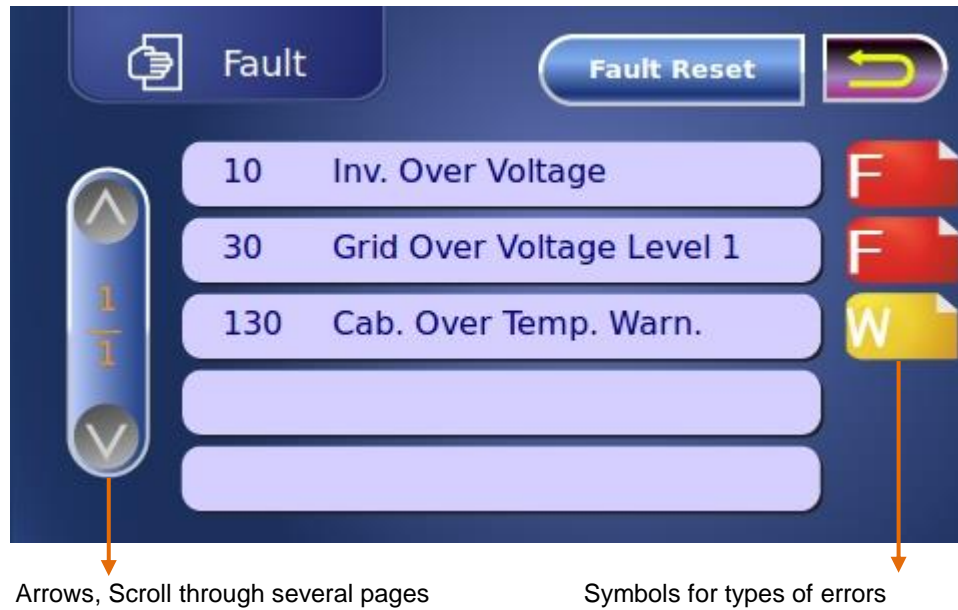 Fault
Fault Reset
10 Inv. Over Voltage
F
30 Grid Over Voltage Level 1
F
1
1
130 Cab. Over Temp. Warn.
W
Arrows, Scroll through several pages
Symbols for types of errors